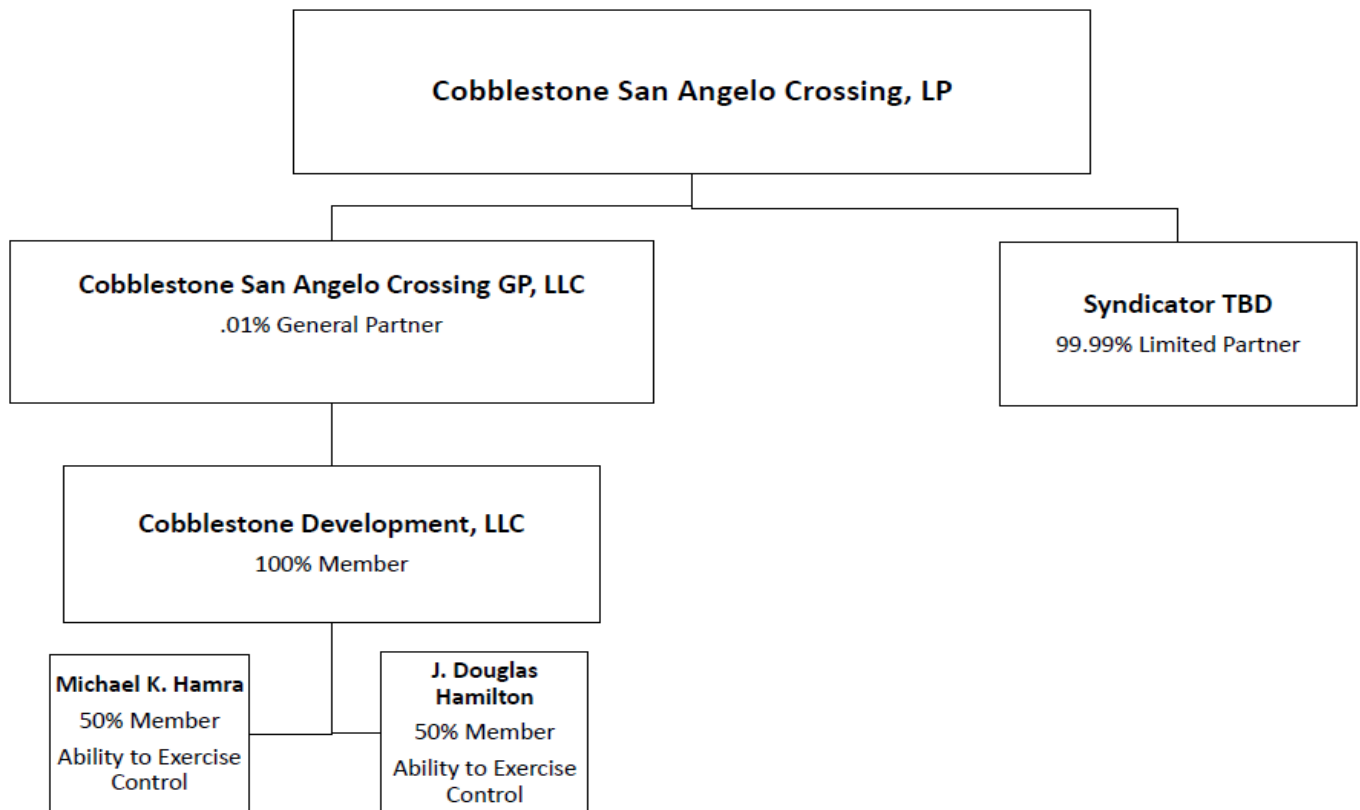 Cobblestone San Angelo Crossing, LP
Cobblestone San Angelo Crossing GP, LLC
.01% General Partner
Syndicator TBD
99.99% Limited Partner
Cobblestone Development, LLC
100% Member
Michael K. Hamra
50% Member
Ability to Exercise
Control
J. Douglas
Hamilton
50% Member
Ability to Exercise
Control